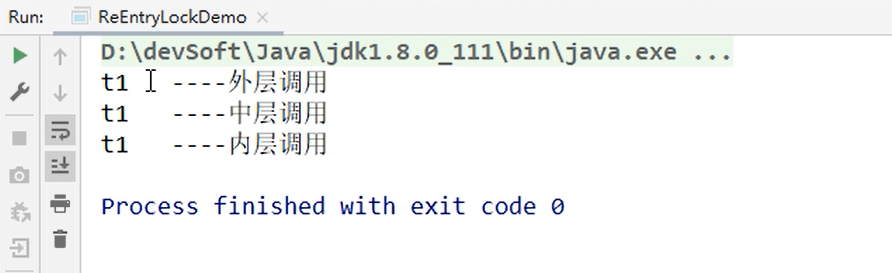 Run: ReEntryLockDemo
D:\devSoft\Java\jdk1.8.0_111\bin\java.exe ...
t1 ----外层调用
t1 ----中层调用
t1 ----内层调用
Process finished with exit code 0